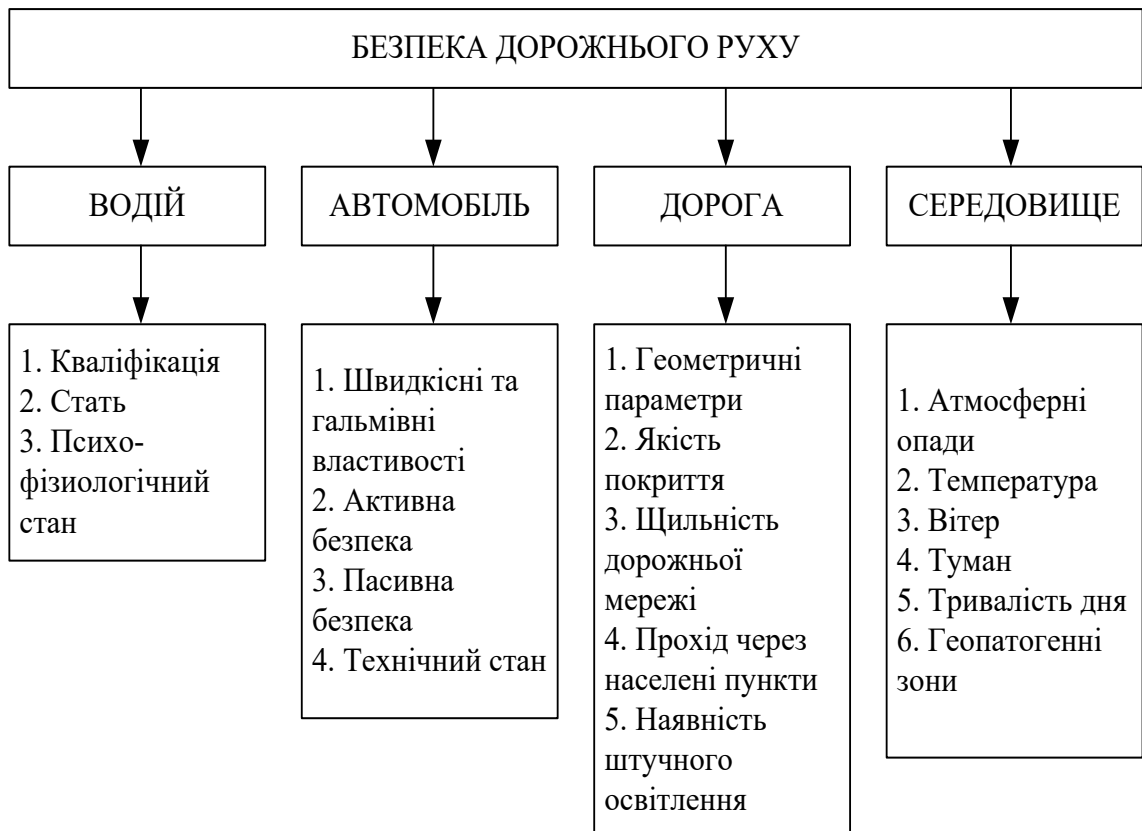 БЕЗПЕКА ДОРОЖНЬОГО РУХУ
ВОДІЙ
АВТОМОБІЛЬ
ДОРОГА
СЕРЕДОВИЩЕ
1. Кваліфікація
2. Стать
3. Психо-
фізиологічний
стан
1. Швидкісні та
гальмівні
властивості
2. Активна
безпека
3. Пасивна
безпека
4. Технічний стан
1. Геометричні
параметри
2. Якість
покриття
3. Щильність
дорожньої
мережі
4. Прохід через
населені пункти
5. Наявність
штучного
освітлення
1. Атмосферні
опади
2. Температура
3. Вітер
4. Туман
5. Тривалість дня
6. Геопатогенні
зони